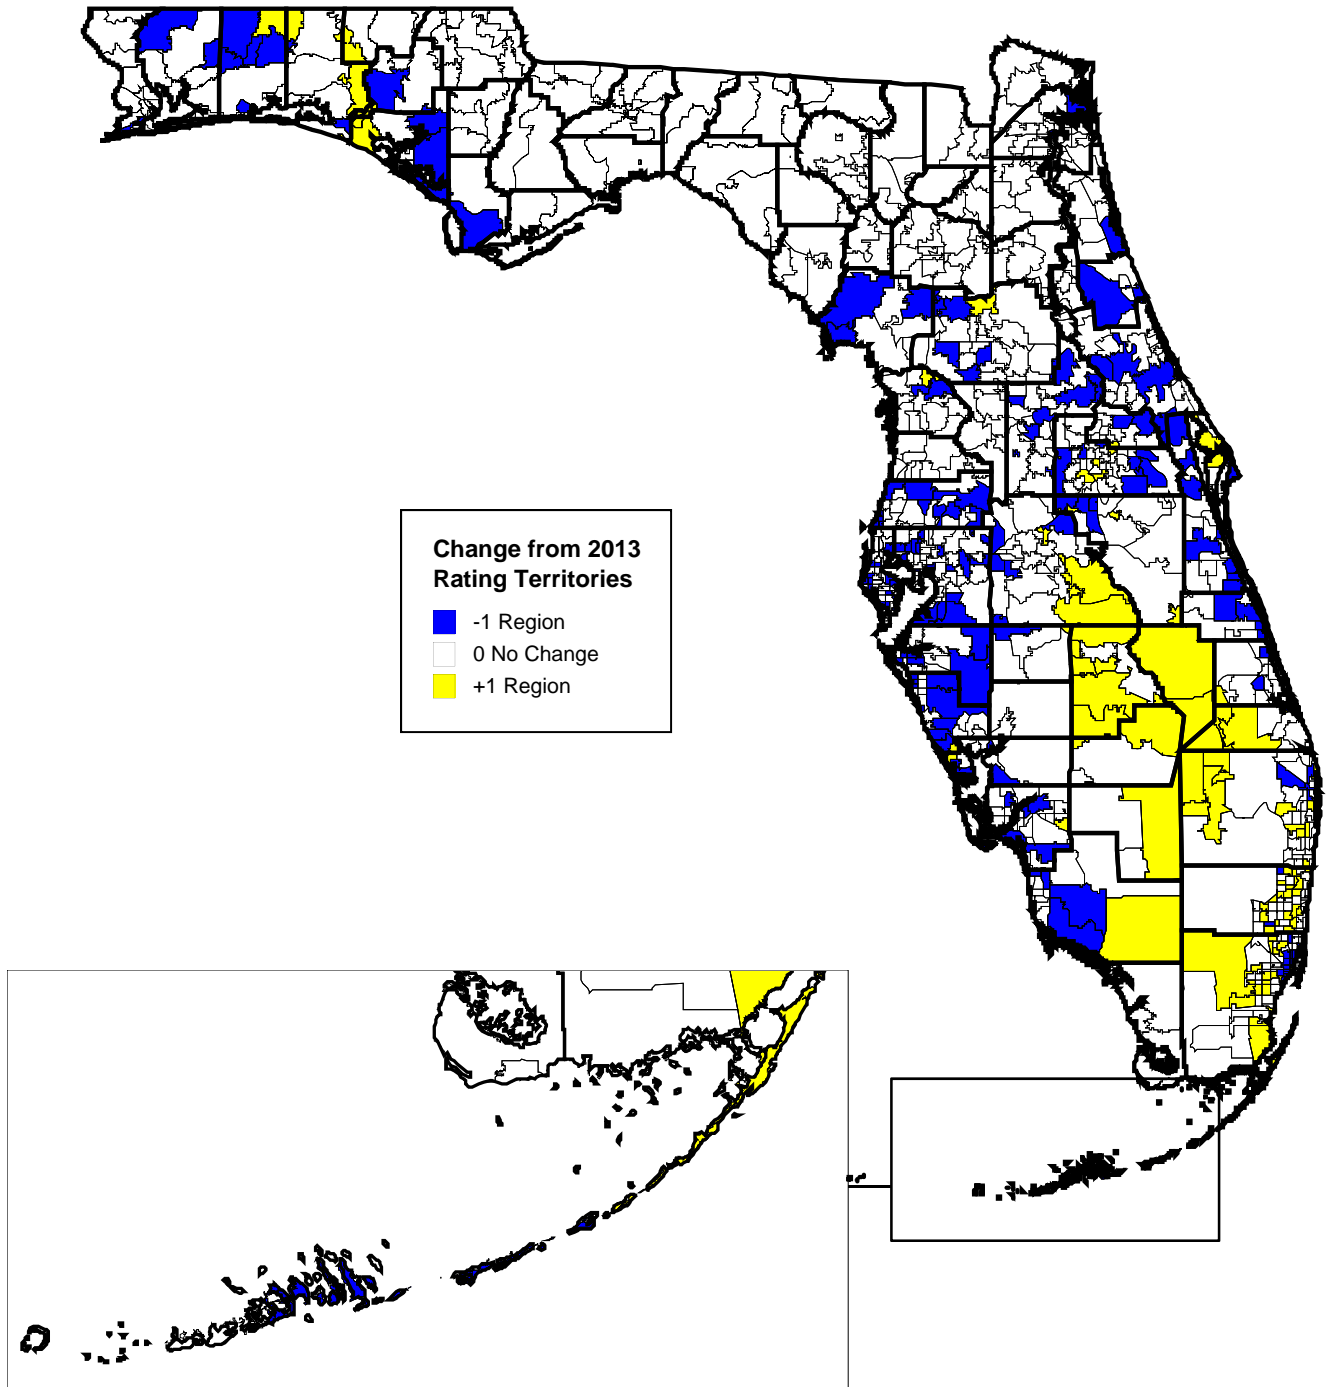 Change from 2013
Rating Territories
-1 Region
0 No Change
+1 Region